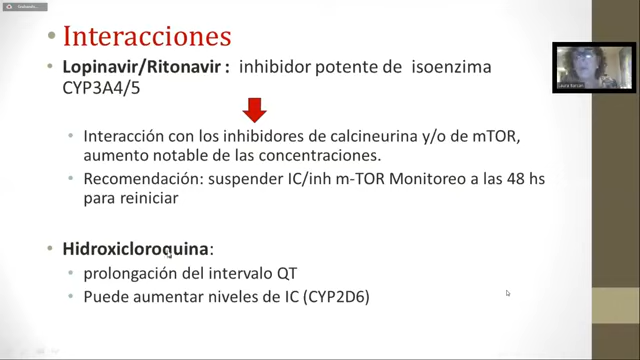 Interacciones
Lopinavir/Ritonavir : inhibidor potente de isoenzima
CYP3A4/5
Interacción con los inhibidores de calcineurina y/o de mTOR,
aumento notable de las concentraciones.
Recomendación: suspender IC/inh m-TOR Monitoreo a las 48 hs
para reiniciar
Hidroxicloroquina:
prolongación del intervalo QT
Puede aumentar niveles de IC (CYP2D6)